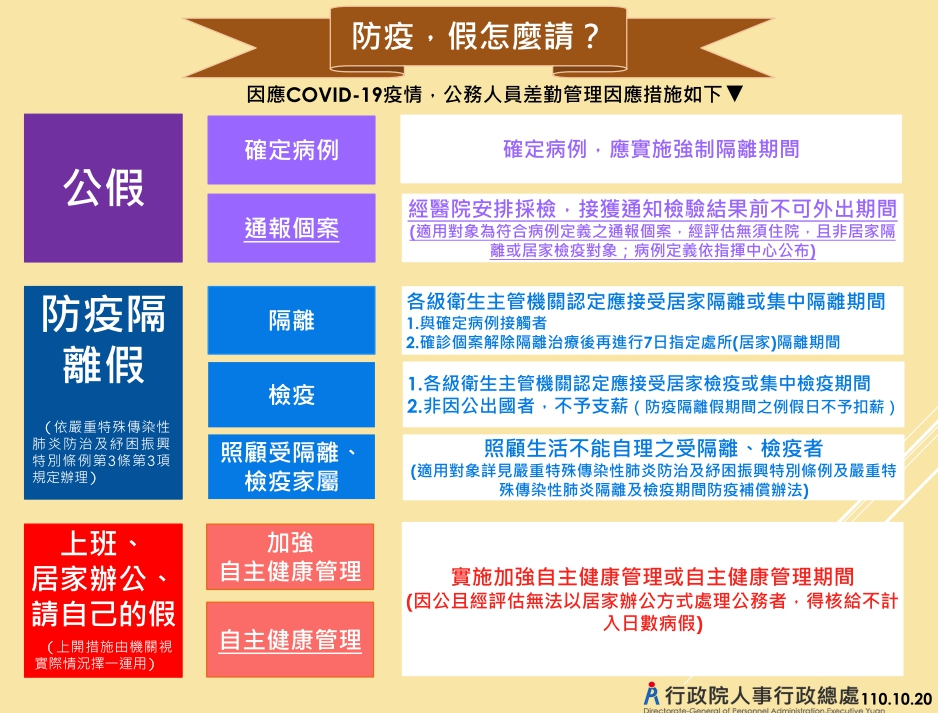 防疫，假怎麼請？
因應COVID-19疫情，公務人員差勤管理因應措施如下▼
公假
確定病例
確定病例，應實施強制隔離期間
通報個案
經醫院安排採檢，接獲通知檢驗結果前不可外出期間
(適用對象為符合病例定義之通報個案，經評估無須住院，且非居家隔
離或居家檢疫對象；病例定義依指揮中心公布)
防疫隔
離假
（依嚴重特殊傳染性
肺炎防治及紓困振興
特別條例第3條第3項
規定辦理）
隔離
各級衛生主管機關認定應接受居家隔離或集中隔離期間
1.與確定病例接觸者
2.確診個案解除隔離治療後再進行7日指定處所(居家)隔離期間
檢疫
1.各級衛生主管機關認定應接受居家檢疫或集中檢疫期間
2.非因公出國者，不予支薪（防疫隔離假期間之例假日不予扣薪）
照顧受隔離、
檢疫家屬
照顧生活不能自理之受隔離、檢疫者
(適用對象詳見嚴重特殊傳染性肺炎防治及紓困振興特別條例及嚴重特
殊傳染性肺炎隔離及檢疫期間防疫補償辦法)
上班、
居家辦公、
請自己的假
（上開措施由機關視
實際情況擇一運用）
加強
自主健康管理
自主健康管理
實施加強自主健康管理或自主健康管理期間
(因公且經評估無法以居家辦公方式處理公務者，得核給不計
入日數病假)
行政院人事行政總處110.10.20
Directorate-General of Personnel Administration,Executive Yuan